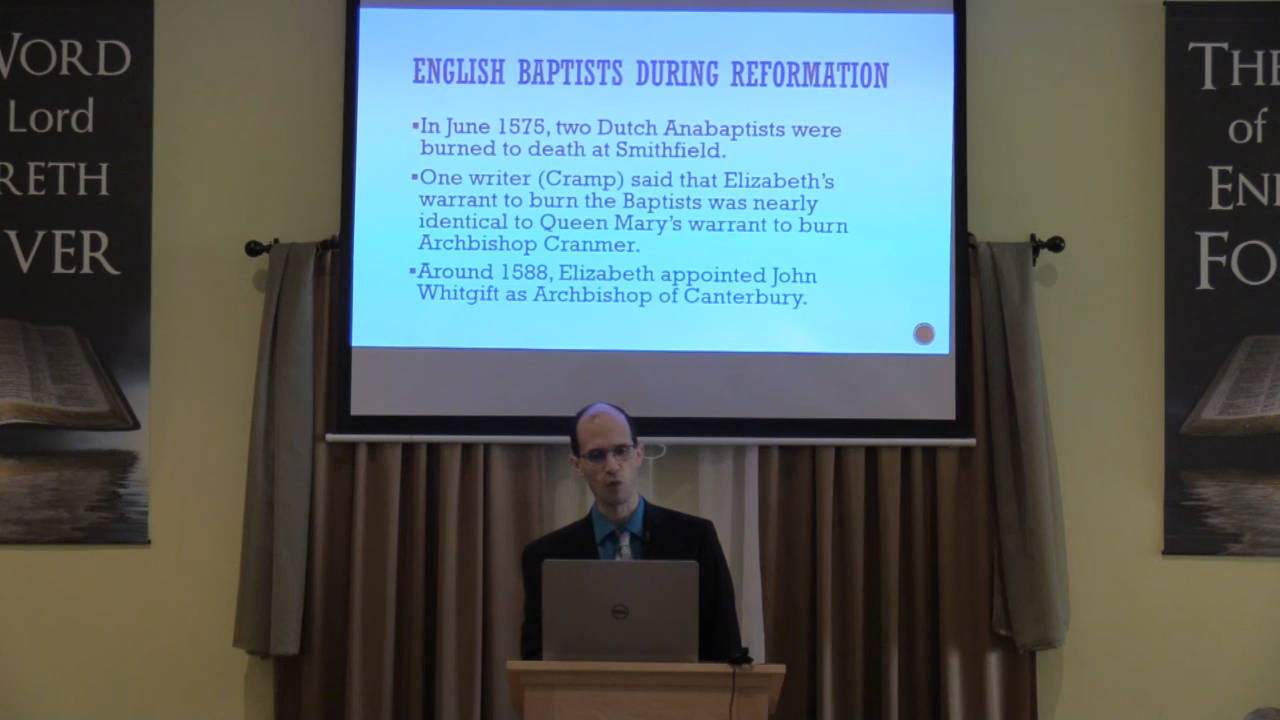 WORD
Lord
RETH
VER
ENGLISH BAPTISTS DURING REFORMATION
▪In June 1575, two Dutch Anabaptists were
burned to death at Smithfield.
▪One writer (Cramp) said that Elizabeth's
warrant to burn the Baptists was nearly
identical to Queen Mary's warrant to burn
Archbishop Cranmer.
▪Around 1588, Elizabeth appointed John
Whitgift as Archbishop of Canterbury.
THE
of
EN
FO
DELL